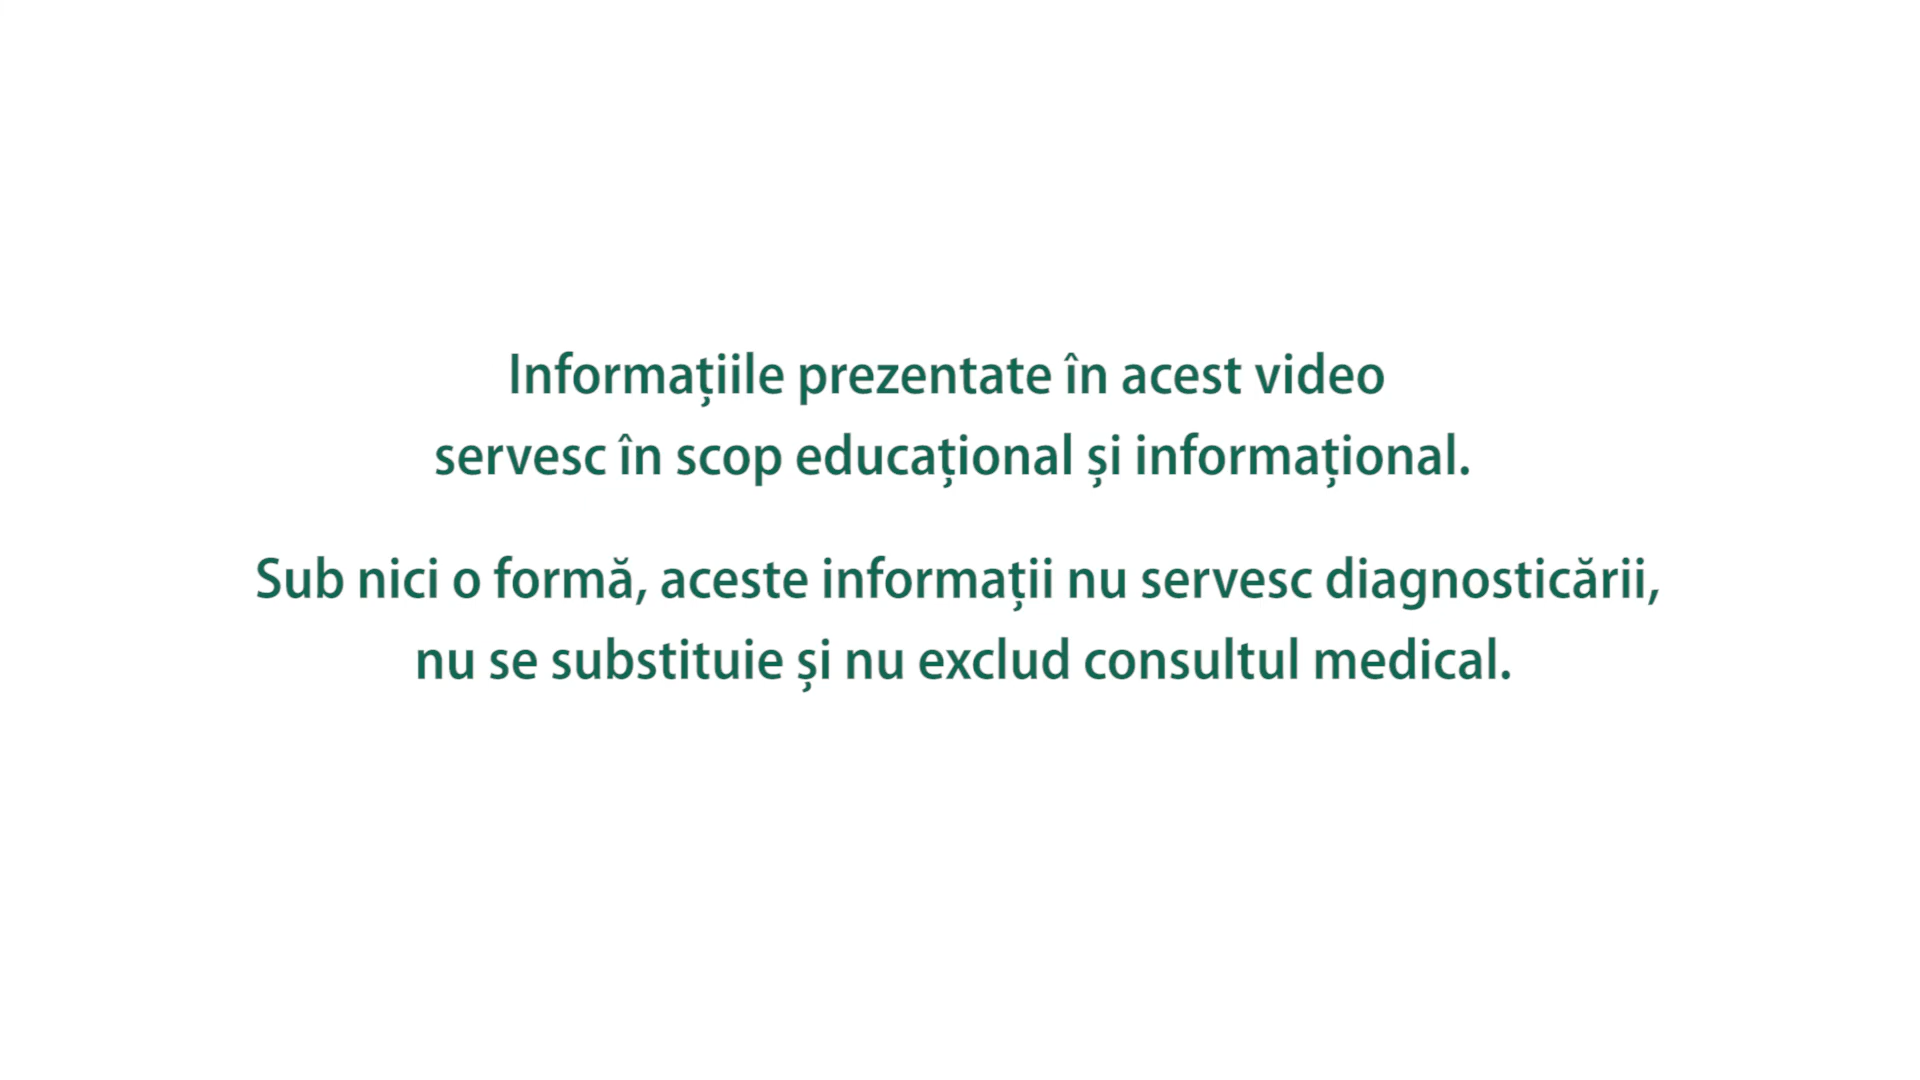 Informațiile prezentate în acest video
servesc în scop educațional și informațional.
Sub nici o formă, aceste informații nu servesc diagnosticării,
nu se substituie și nu exclud consultul medical.